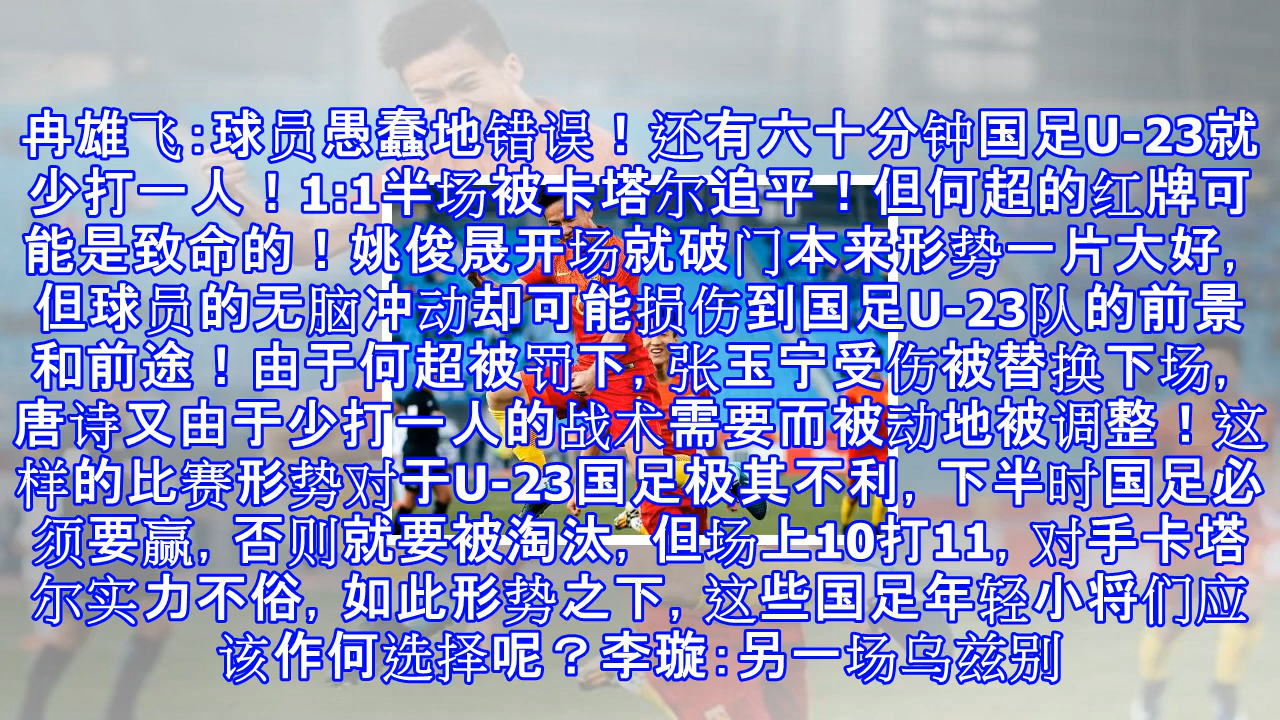 冉雄飞:球员愚蠢地错误！还有六十分钟国足U-23就
少打一人！1:1半场被卡塔尔追平！但何超的红牌可
能是致命的！姚俊晟开场就破门本来形势一片大好,
但球员的无脑冲动却可能损伤到国足U-23队的前景
和前途！由于何超被罚下, 张玉宁受伤被替换下场,
唐诗又由于少打一人的战术需要而被动地被调整！这
样的比赛形势对于U-23国足极其不利, 下半时国足必
须要赢, 否则就要被淘汰, 但场上10打11, 对手卡塔
尔实力不俗, 如此形势之下, 这些国足年轻小将们应
该作何选择呢？李璇:另一场乌兹别